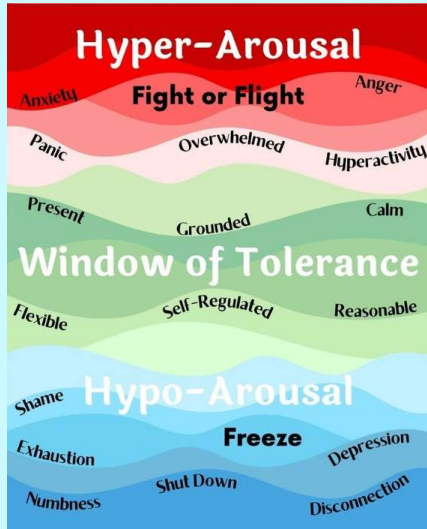 Hyper-Arousal
Anxiety Fight or Flight Anger
Panic Overwhelmed Hyperactivity
Present Grounded Calm
Window of Tolerance
Flexible Self-Regulated Reasonable
Hypo-Arousal
Shame
Freeze
Exhaustion Depression
Numbness Shut Down Disconnection